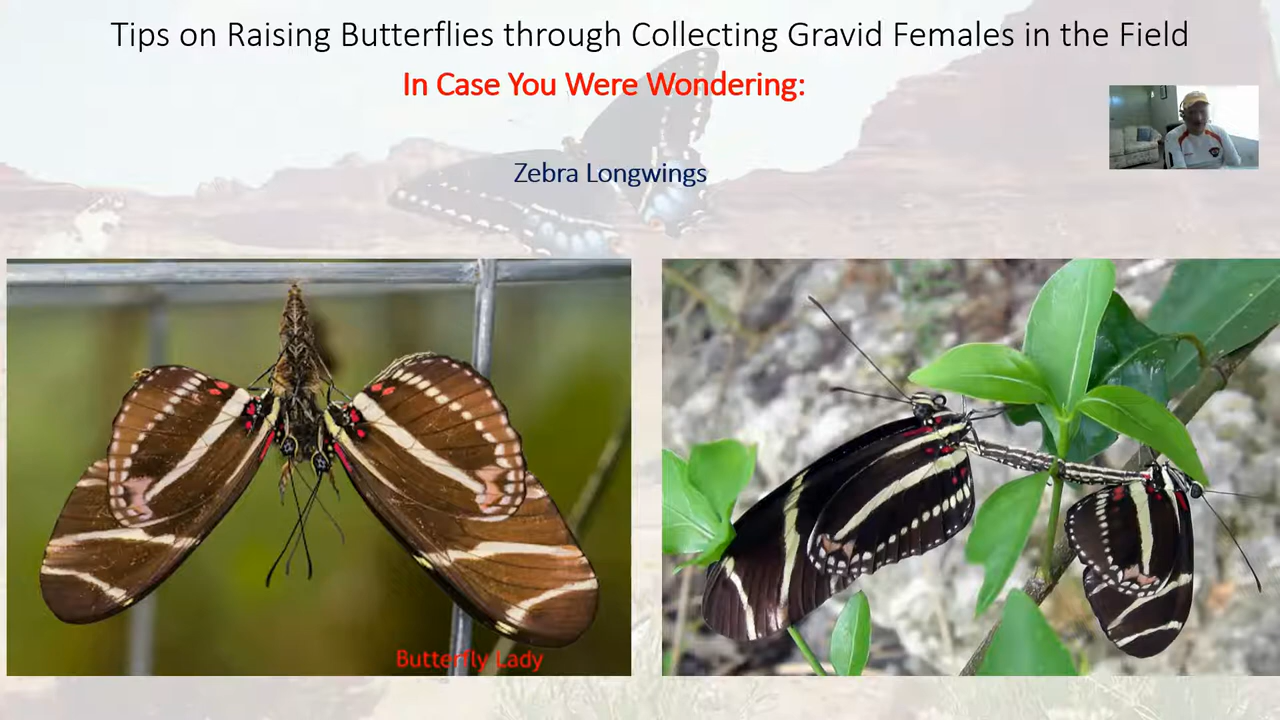 Tips on Raising Butterflies through Collecting Gravid Females in the Field
In Case You Were Wondering:
Zebra Longwings
Butterfly Lady